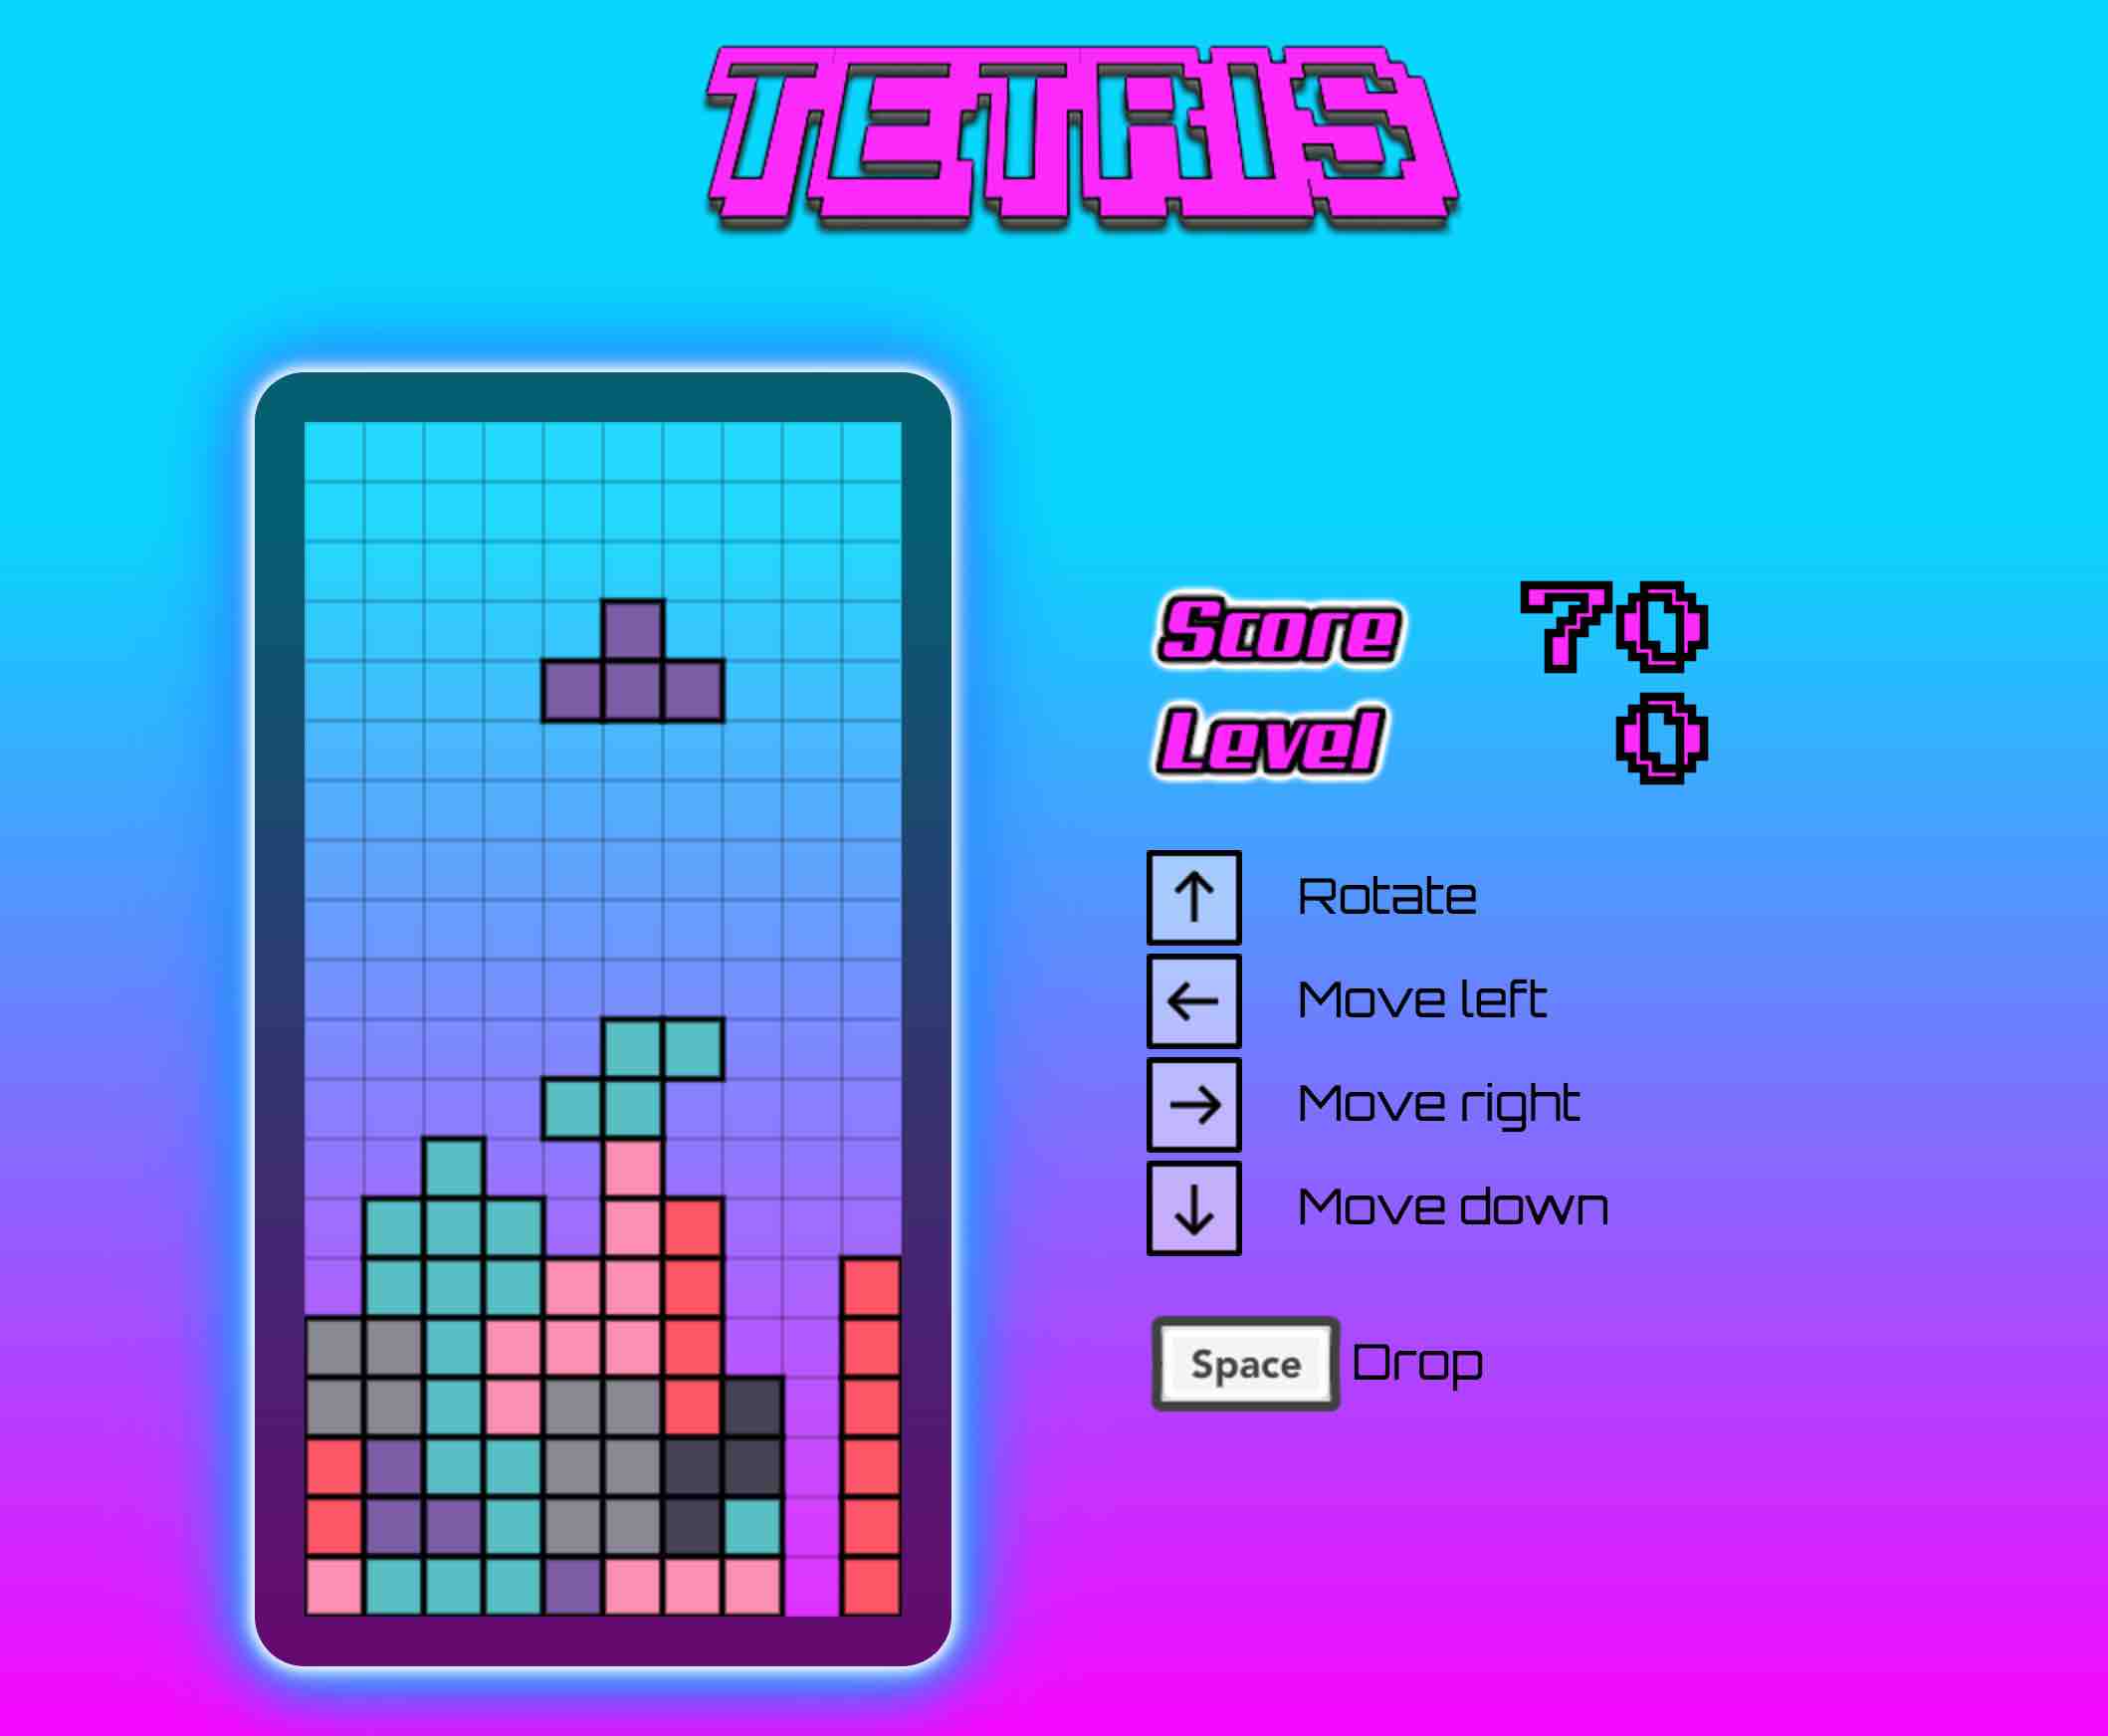 TETRIS
Score 70
Level 0
↑ Rotate
← Move left
→ Move right
↓ Move down
Space Drop